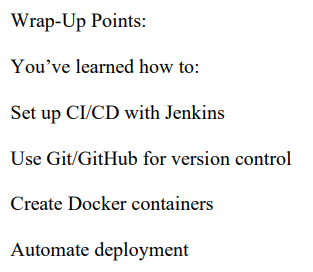 Wrap-Up Points:
You’ve learned how to:
Set up CI/CD with Jenkins
Use Git/GitHub for version control
Create Docker containers
Automate deployment